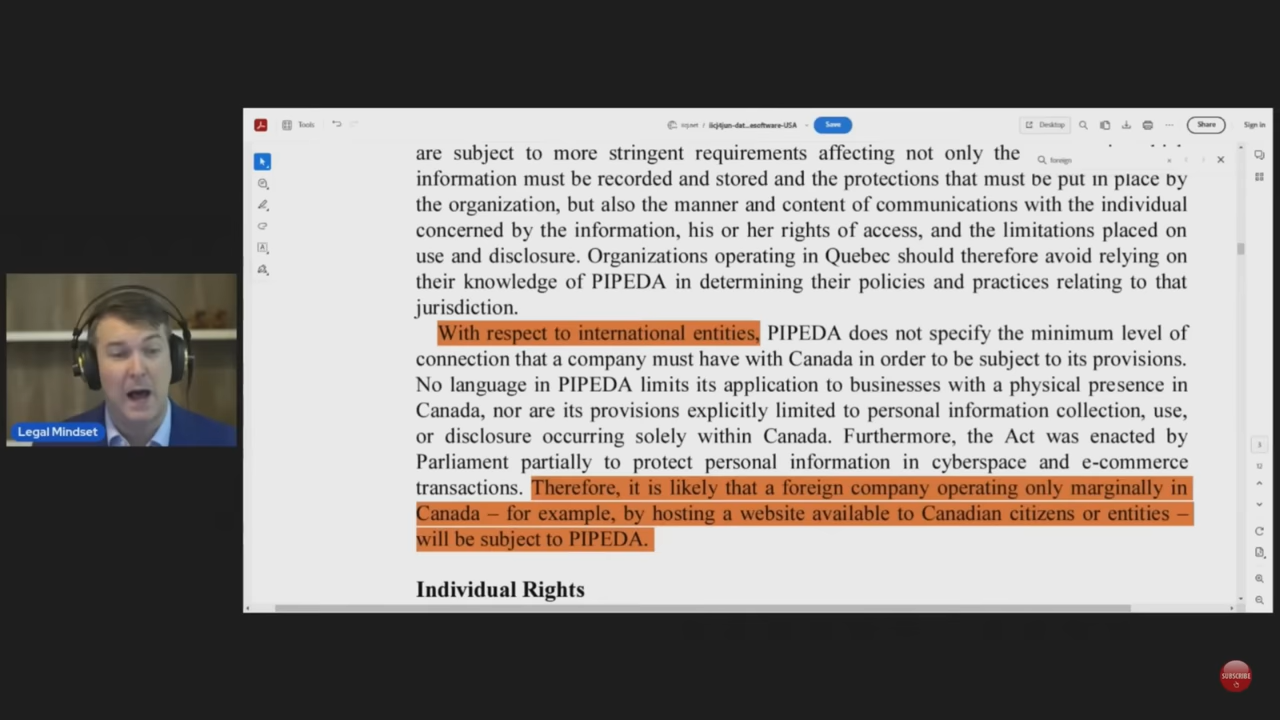 Tools
iicj4jun-dat...esoftware-USA
Save
Desktop
Share
Sign in
are subject to more stringent requirements affecting not only the
foreign
information must be recorded and stored and the protections that must be put in place by
the organization, but also the manner and content of communications with the individual
concerned by the information, his or her rights of access, and the limitations placed on
use and disclosure. Organizations operating in Quebec should therefore avoid relying on
their knowledge of PIPEDA in determining their policies and practices relating to that
jurisdiction.
With respect to international entities, PIPEDA does not specify the minimum level of
connection that a company must have with Canada in order to be subject to its provisions.
No language in PIPEDA limits its application to businesses with a physical presence in
Canada, nor are its provisions explicitly limited to personal information collection, use,
or disclosure occurring solely within Canada. Furthermore, the Act was enacted by
Parliament partially to protect personal information in cyberspace and e-commerce
transactions. Therefore, it is likely that a foreign company operating only marginally in
Canada – for example, by hosting a website available to Canadian citizens or entities –
will be subject to PIPEDA.
Individual Rights
Legal Mindset
SUBSCRIBE